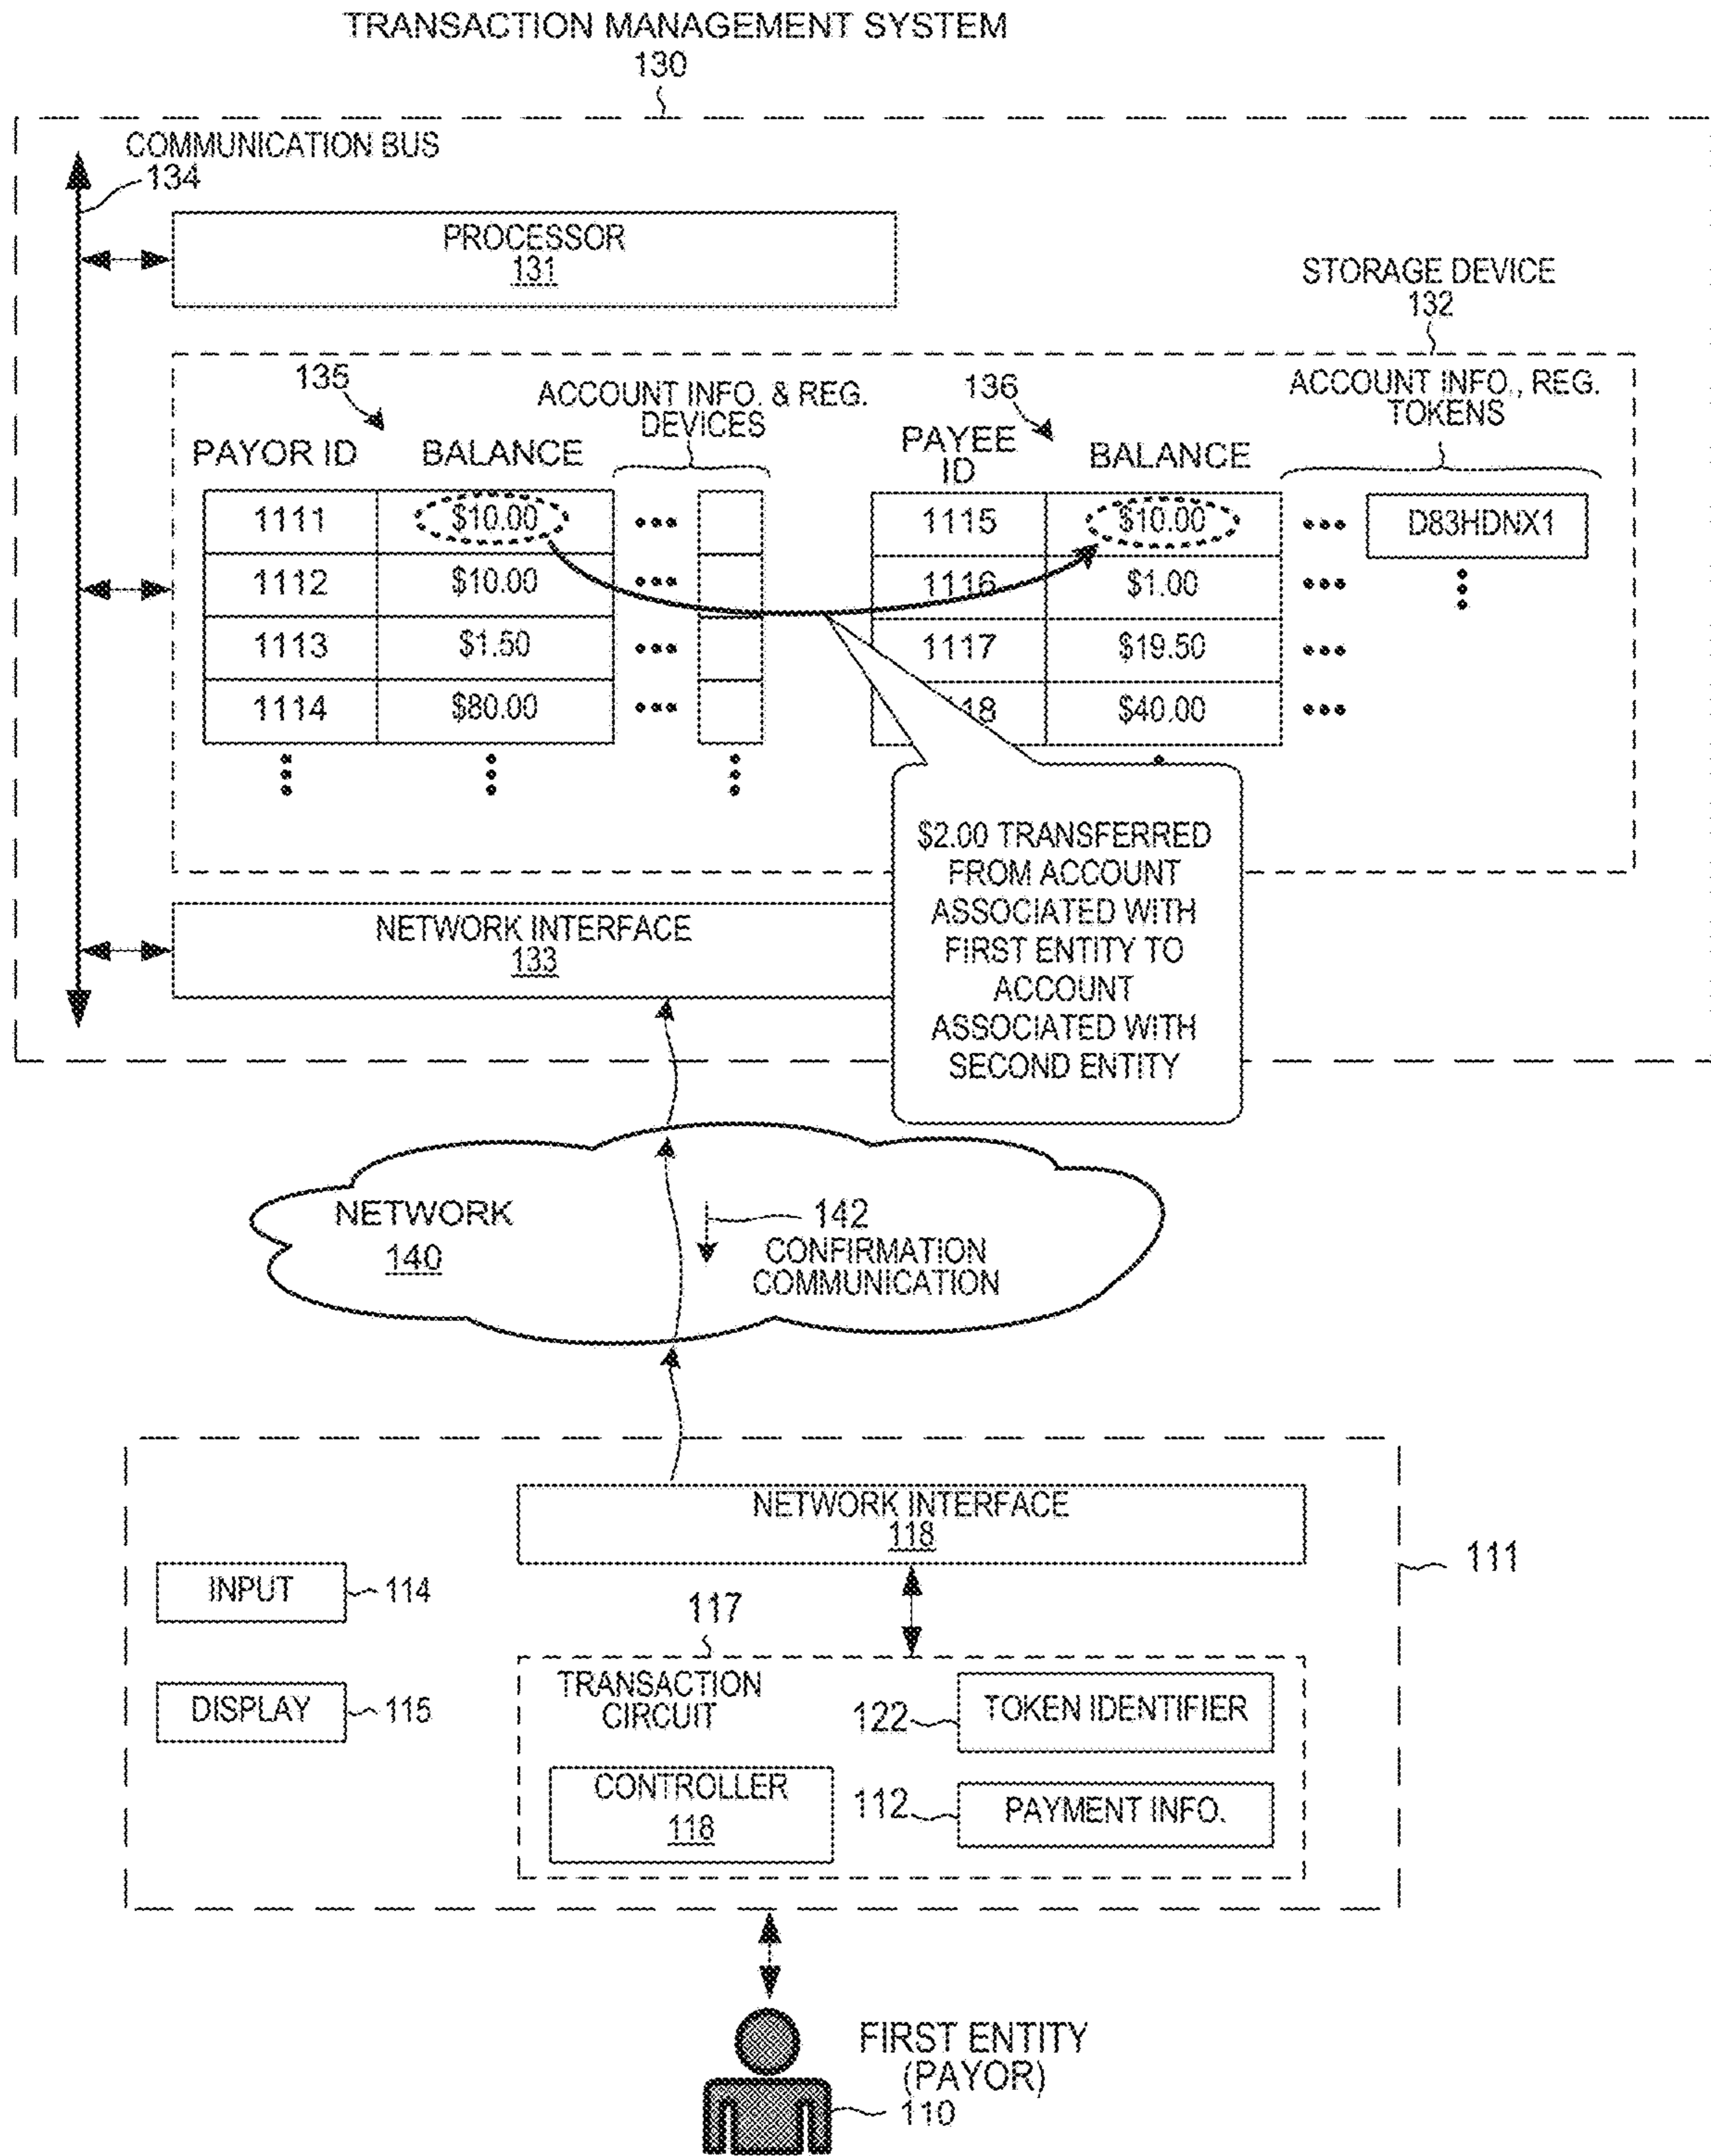 TRANSACTION MANAGEMENT SYSTEM
130
COMMUNICATION BUS
134
PROCESSOR
131
STORAGE DEVICE
132
135
ACCOUNT INFO. & REG.
DEVICES
136
ACCOUNT INFO., REG.
TOKENS
PAYOR ID
BALANCE
PAYEE
ID
BALANCE
1111 $10.00 1115 $10.00 D83HDNX1
1112 $10.00 1116 $1.00
1113 $1.50 1117 $19.50
1114 $80.00 18 $40.00
$2.00 TRANSFERRED
FROM ACCOUNT
ASSOCIATED WITH
FIRST ENTITY TO
ACCOUNT
ASSOCIATED WITH
SECOND ENTITY
NETWORK INTERFACE
133
NETWORK
140
142
CONFIRMATION
COMMUNICATION
NETWORK INTERFACE
118
111
INPUT
114
117
DISPLAY
115
TRANSACTION
CIRCUIT
122
TOKEN IDENTIFIER
CONTROLLER
118
112
PAYMENT INFO.
FIRST ENTITY
(PAYOR)
110